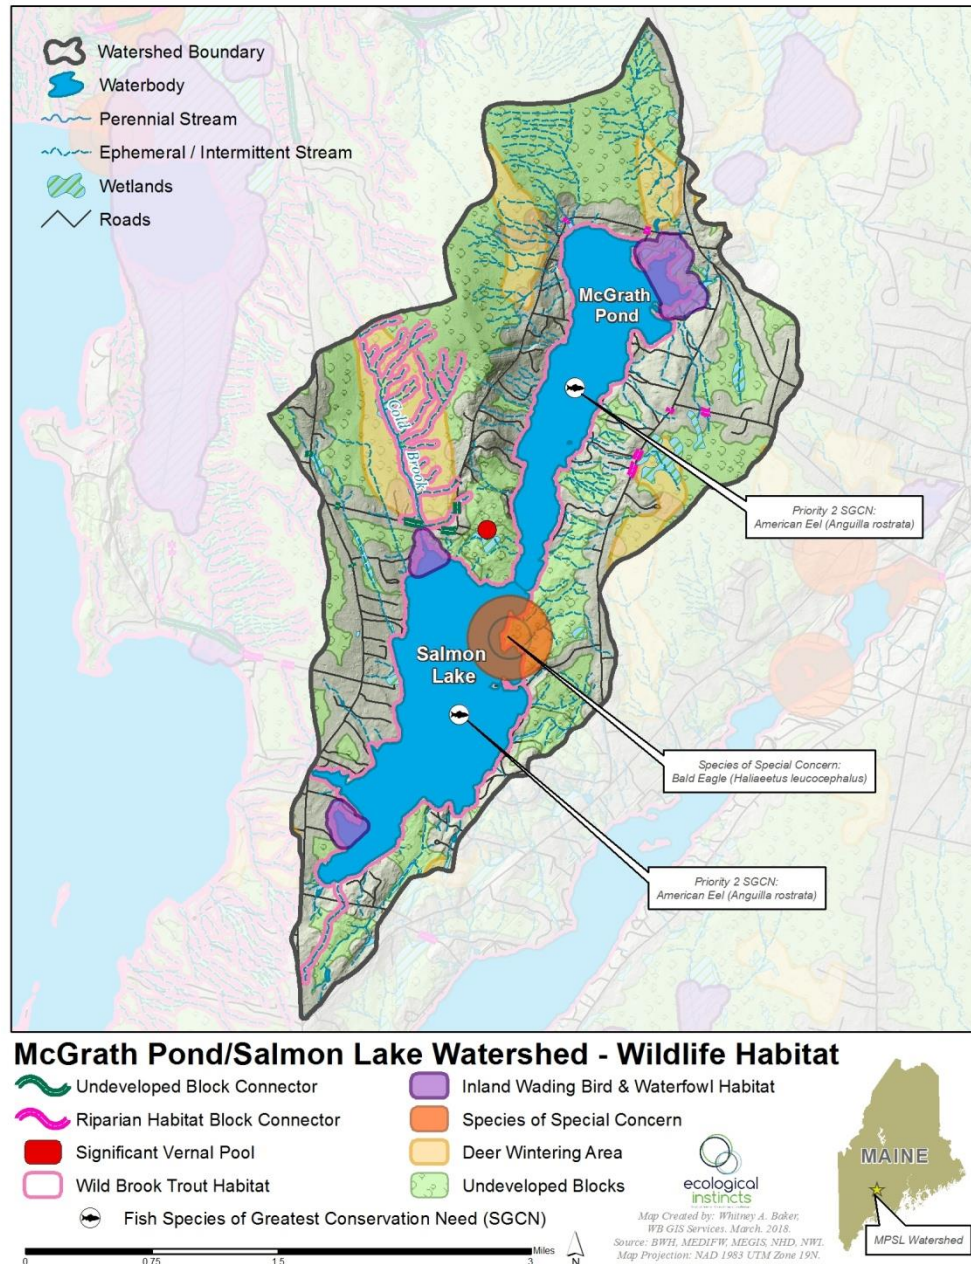 Watershed Boundary
Waterbody
Perennial Stream
Ephemeral / Intermittent Stream
Wetlands
Roads
McGrath
Pond
Cold
Brook
Priority 2 SGCN:
American Eel (Anguilla rostrata)
Salmon
Lake
Species of Special Concern:
Bald Eagle (Haliaeetus leucocephalus)
Priority 2 SGCN:
American Eel (Anguilla rostrata)
McGrath Pond/Salmon Lake Watershed - Wildlife Habitat
Undeveloped Block Connector
Riparian Habitat Block Connector
Significant Vernal Pool
Wild Brook Trout Habitat
Fish Species of Greatest Conservation Need (SGCN)
Inland Wading Bird & Waterfowl Habitat
Species of Special Concern
Deer Wintering Area
Undeveloped Blocks
ecological
instincts
Map Created by: Whitney A. Baker,
WB GIS Services. March. 2018.
Source: BWH, MEDIFW, MEGIS, NHD, NWI.
Map Projection: NAD 1983 UTM Zone 19N.
MAINE
MPSL Watershed
Miles
0 0.75 1.5 3
N